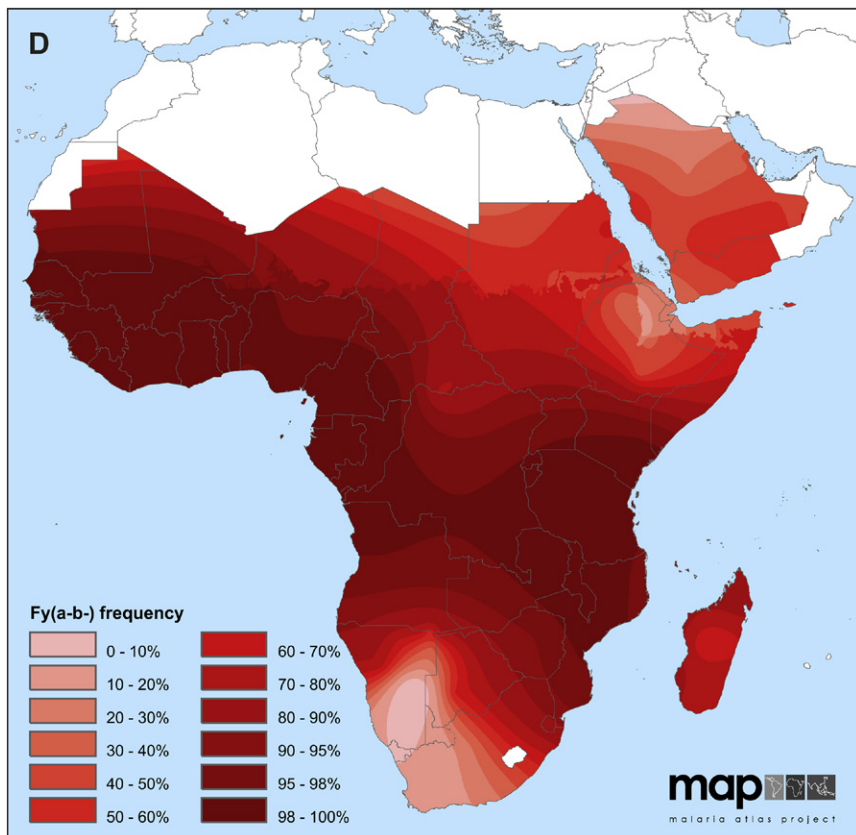 D
Fy(a-b-) frequency
0 - 10%
10 - 20%
20 - 30%
30 - 40%
40 - 50%
50 - 60%
60 - 70%
70 - 80%
80 - 90%
90 - 95%
95 - 98%
98 - 100%
map
malaria atlas project